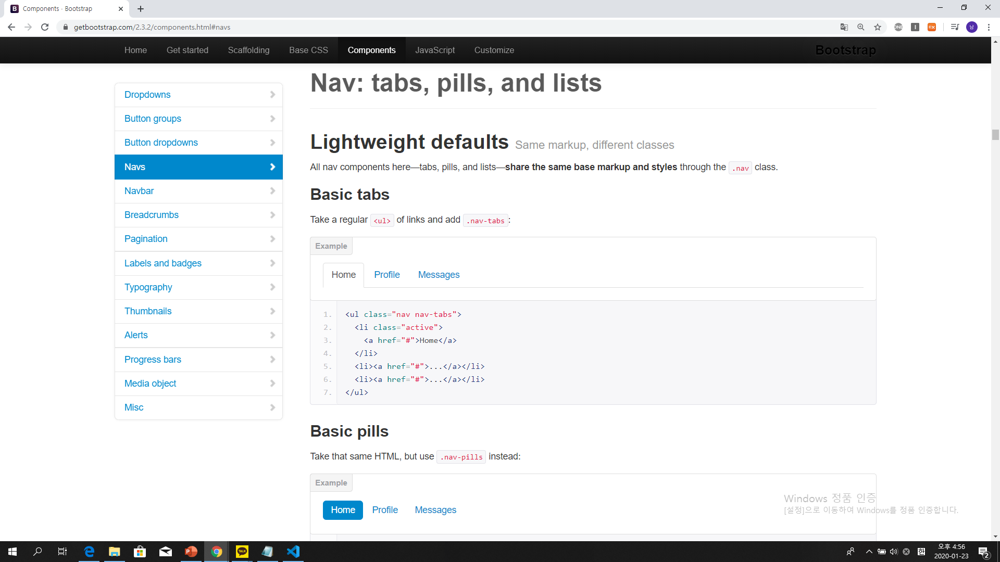 Components · Bootstrap
getbootstrap.com/2.3.2/components.html#navs
남
Home Get started Scaffolding Base CSS Components JavaScript Customize Bootstrap
Dropdowns
Button groups
Button dropdowns
Navs
Navbar
Breadcrumbs
Pagination
Labels and badges
Typography
Thumbnails
Alerts
Progress bars
Media object
Misc
Nav: tabs, pills, and lists
Lightweight defaults Same markup, different classes
All nav components here—tabs, pills, and lists—share the same base markup and styles through the .nav class.
Basic tabs
Take a regular <ul> of links and add .nav-tabs:
Example
Home Profile Messages
1. <ul class="nav nav-tabs">
2. <li class="active">
3. <a href="#">Home</a>
4. </li>
5. <li><a href="#">...</a></li>
6. <li><a href="#">...</a></li>
7. </ul>
Basic pills
Take that same HTML, but use .nav-pills instead:
Example
Home Profile Messages
Windows 정품 인증
[설정]으로 이동하여 Windows를 정품 인증합니다.
TALK
오후 4:56
2020-01-23
2